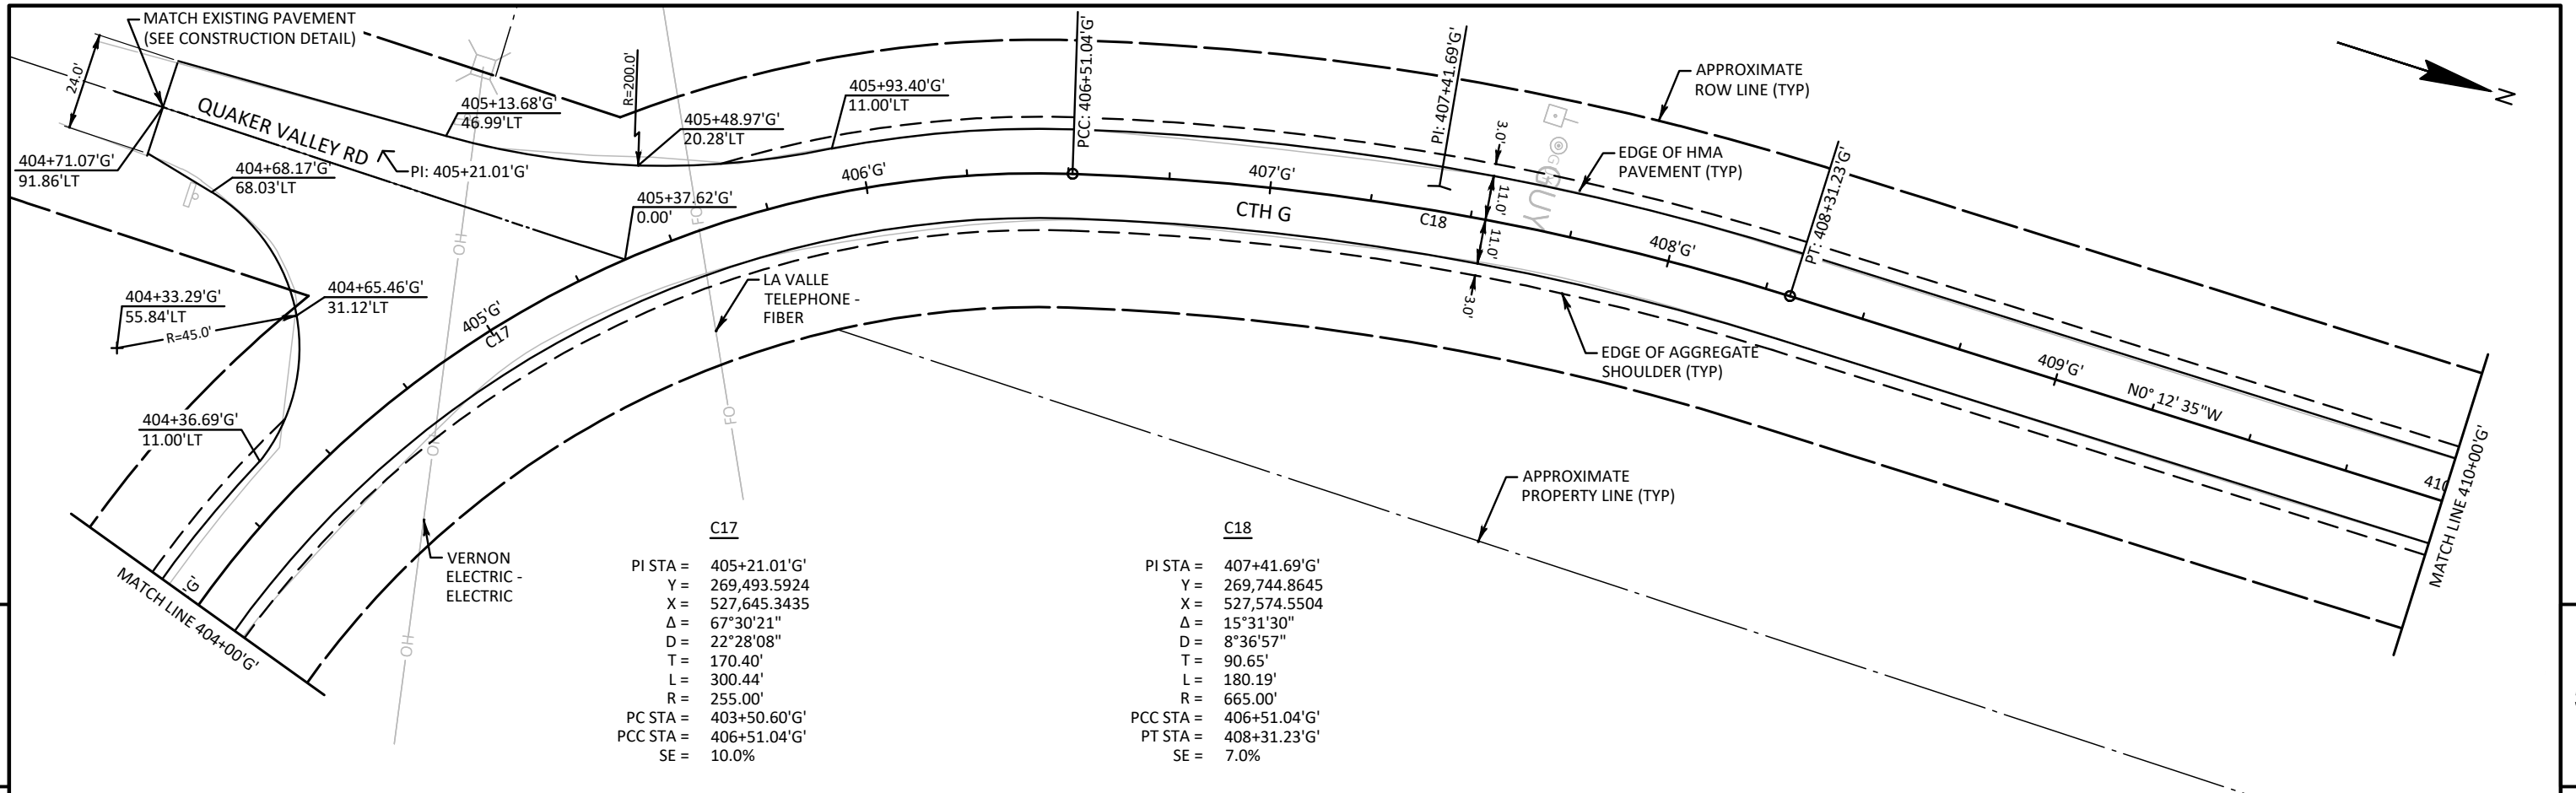 MATCH EXISTING PAVEMENT
(SEE CONSTRUCTION DETAIL)
24.0'
QUAKER VALLEY RD
404+71.07'G'
91.86'LT
404+68.17'G'
68.03'LT
PI: 405+21.01'G'
405+13.68'G'
46.99'LT
R=200.0'
405+48.97'G'
20.28'LT
405+93.40'G'
11.00'LT
405+37.62'G'
0.00'
404+33.29'G'
55.84'LT
R=45.0'
404+65.46'G'
31.12'LT
404+36.69'G'
11.00'LT
405'G'
C17
406'G'
PCC: 406+51.04'G'
407'G'
CTH G
C18
PI: 407+41.69'G'
3.0'
11.0'
11.0'
3.0'
GUY
G
408'G'
PT: 408+31.23'G'
APPROXIMATE
ROW LINE (TYP)
EDGE OF HMA
PAVEMENT (TYP)
N
EDGE OF AGGREGATE
SHOULDER (TYP)
409'G'
N0° 12' 35"W
410
MATCH LINE 410+00'G'
LA VALLE
TELEPHONE -
FIBER
FO
FO
OH
OH
OH
VERNON
ELECTRIC -
ELECTRIC
'G'
MATCH LINE 404+00'G'
APPROXIMATE
PROPERTY LINE (TYP)
C17
PI STA = 405+21.01'G'
Y = 269,493.5924
X = 527,645.3435
Δ = 67°30'21"
D = 22°28'08"
T = 170.40'
L = 300.44'
R = 255.00'
PC STA = 403+50.60'G'
PCC STA = 406+51.04'G'
SE = 10.0%
C18
PI STA = 407+41.69'G'
Y = 269,744.8645
X = 527,574.5504
Δ = 15°31'30"
D = 8°36'57"
T = 90.65'
L = 180.19'
R = 665.00'
PCC STA = 406+51.04'G'
PT STA = 408+31.23'G'
SE = 7.0%